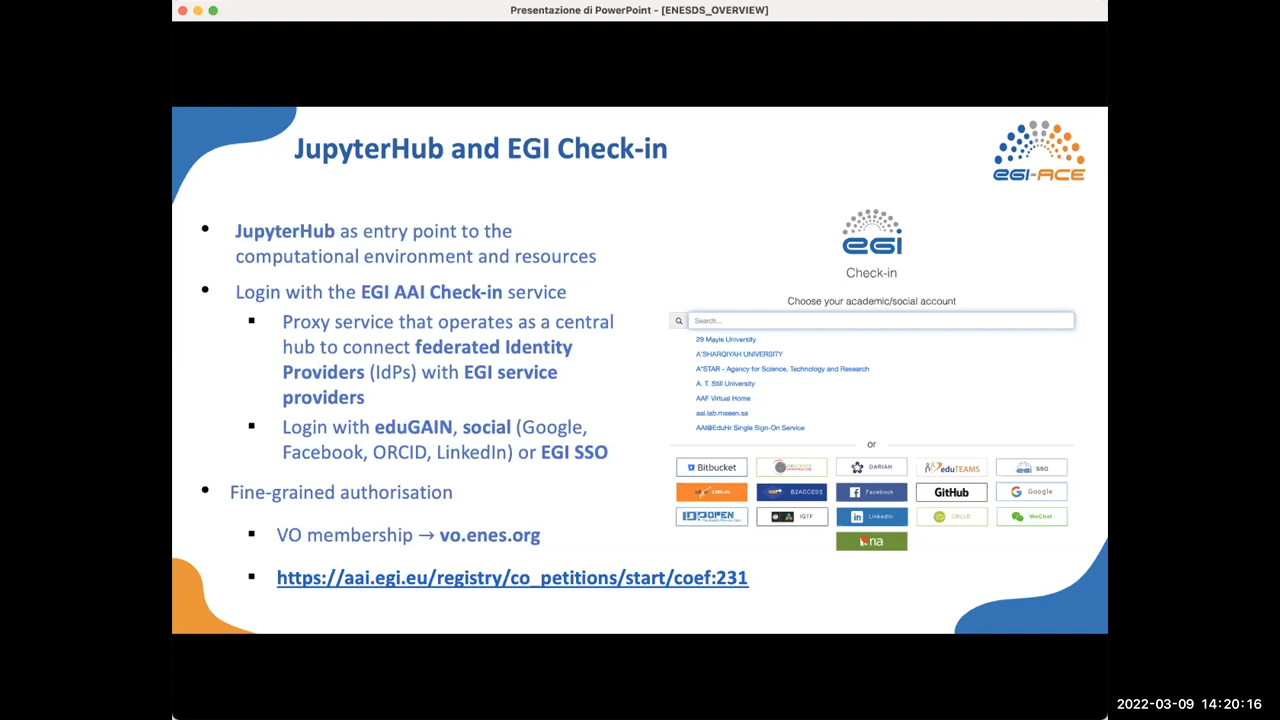 Presentazione di PowerPoint - [ENESDS_OVERVIEW]
JupyterHub and EGI Check-in
EGI-ACE
JupyterHub as entry point to the
computational environment and resources
Login with the EGI AAI Check-in service
Proxy service that operates as a central
hub to connect federated Identity
Providers (IdPs) with EGI service
providers
Login with eduGAIN, social (Google,
Facebook, ORCID, LinkedIn) or EGI SSO
Fine-grained authorisation
VO membership → vo.enes.org
https://aai.egi.eu/registry/co_petitions/start/coef:231
egi
Check-in
Choose your academic/social account
Search...
29 Mayis University
A'SHARQIYAH UNIVERSITY
A*STAR - Agency for Science, Technology and Research
A. T. Still University
AAF Virtual Home
aai.lab.maeen.sa
AAI@EduHr Single Sign-On Service
or
Bitbucket
DARIAH
eduTEAMS
SSO
B2ACCESS
Facebook
GitHub
Google
IGTF
LinkedIn
ORCID
WeChat
ria
2022-03-09 14:20:16